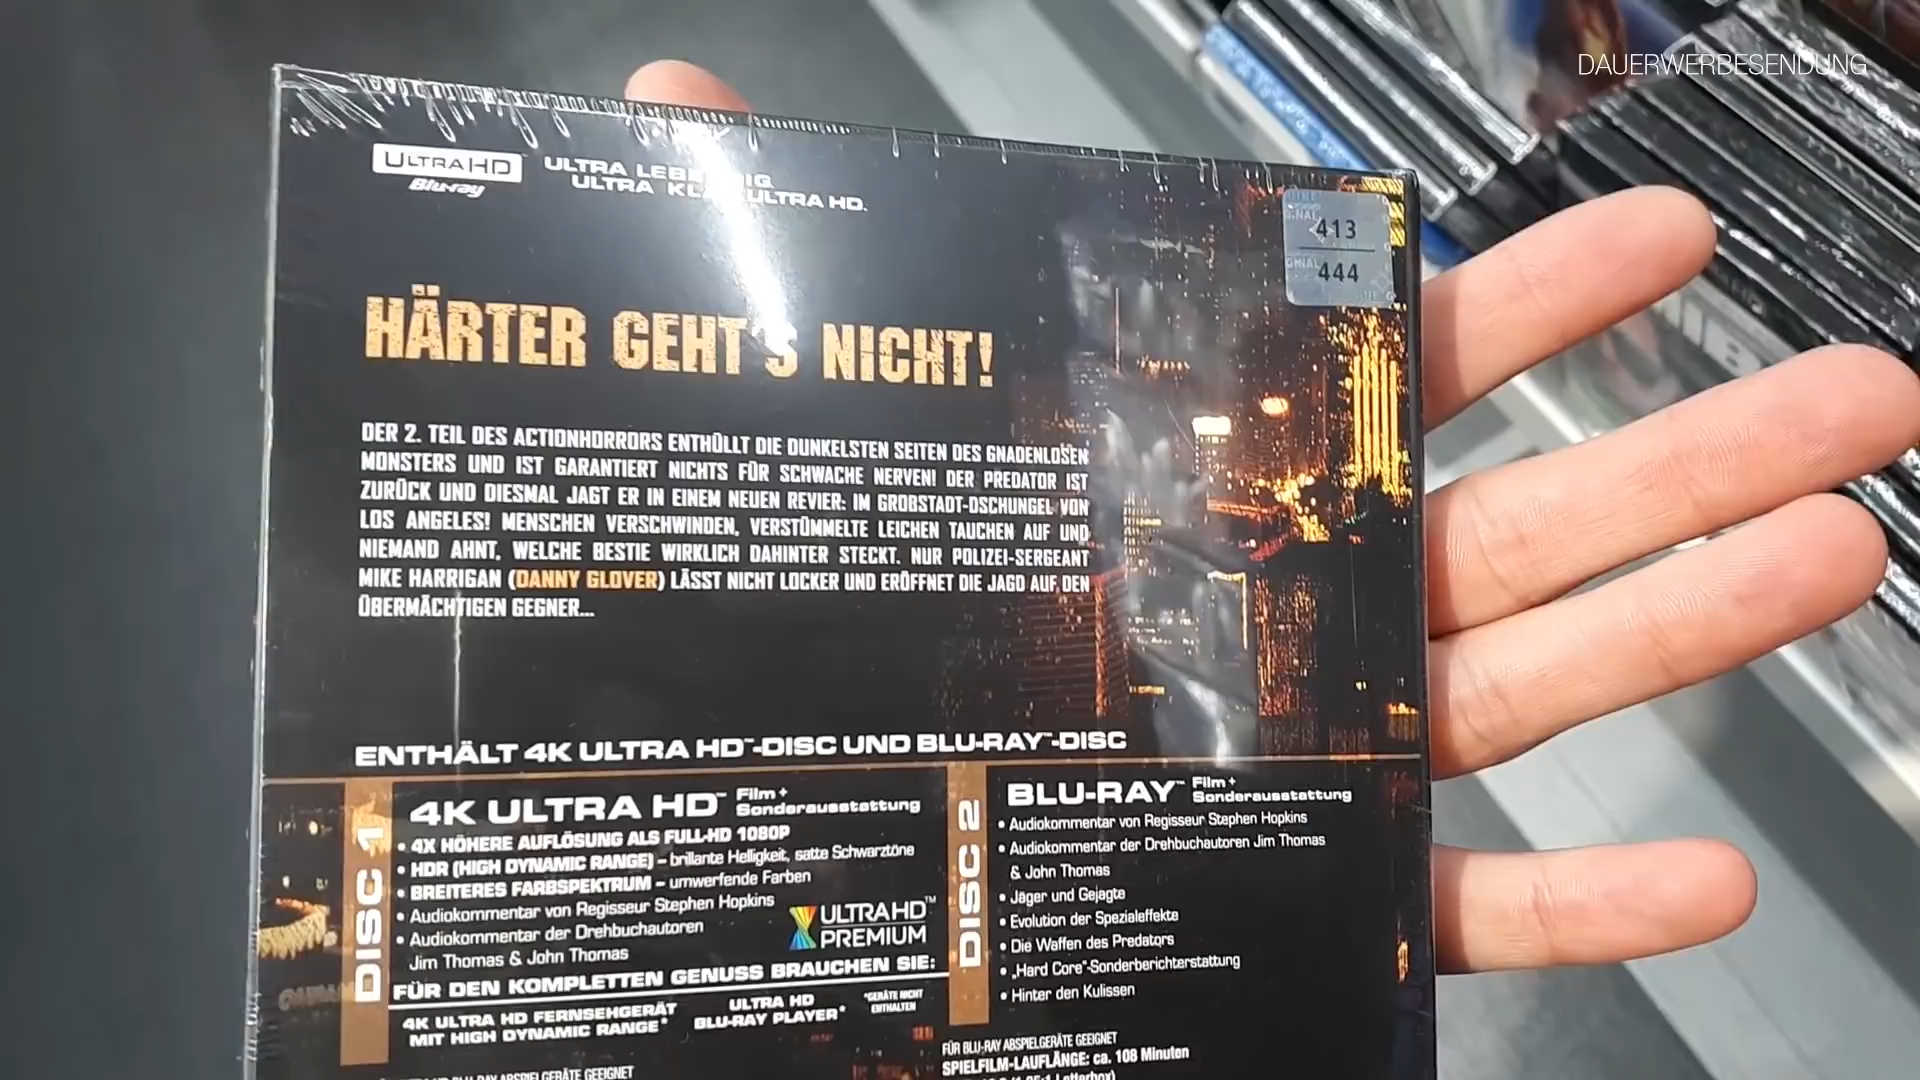 DAUERWERBESENDUNG
ULTRA HD
Blu-ray
ULTRA
ULTRA ULTRA HD.
413
444
HÄRTER GEHT'S NICHT!
DER 2. TEIL DES ACTIONHORRORS ENTHÜLLT DIE DUNKELSTEN SEITEN DES GNADENLOSEN
MONSTERS UND IST GARANTIERT NICHTS FÜR SCHWACHE NERVEN! DER PREDATOR IST
ZURÜCK UND DIESMAL JAGT ER IN EINEM NEUEN REVIER: IM GROBSTADT-DSCHUNGEL VON
LOS ANGELES! MENSCHEN VERSCHWINDEN, VERSTÜMMELTE LEICHEN TAUCHEN AUF UND
NIEMAND AHNT, WELCHE BESTIE WIRKLICH DAHINTER STECKT. NUR POLIZEI-SERGEANT
MIKE HARRIGAN (DANNY GLOVER) LÄSST NICHT LOCKER UND ERÖFFNET DIE JAGD AUF DEN
ÜBERMÄCHTIGEN GEGNER...
ENTHÄLT 4K ULTRA HD™-DISC UND BLU-RAY™-DISC
DISC 1
4K ULTRA HD™ Film + Sonderausstattung
• 4X HÖHERE AUFLÖSUNG ALS FULL-HD 1080P
• HDR (HIGH DYNAMIC RANGE) – brillante Helligkeit, satte Schwarztöne
• BREITERES FARBSPEKTRUM – umwerfende Farben
• Audiokommentar von Regisseur Stephen Hopkins
• Audiokommentar der Drehbuchautoren
Jim Thomas & John Thomas
ULTRA HD™
PREMIUM
FÜR DEN KOMPLETTEN GENUSS BRAUCHEN SIE:
4K ULTRA HD FERNSEHGERÄT
MIT HIGH DYNAMIC RANGE*
ULTRA HD
BLU-RAY PLAYER*
*GERÄTE NICHT
ENTHALTEN
BLU-RAY ABSPIELGERÄTE GEEIGNET
DISC 2
BLU-RAY™ Film + Sonderausstattung
• Audiokommentar von Regisseur Stephen Hopkins
• Audiokommentar der Drehbuchautoren Jim Thomas
& John Thomas
• Jäger und Gejagte
• Evolution der Spezialeffekte
• Die Waffen des Predators
• „Hard Core"-Sonderberichterstattung
• Hinter den Kulissen
FÜR BLU-RAY ABSPIELGERÄTE GEEIGNET
SPIELFILM-LAUFLÄNGE: ca. 108 Minuten